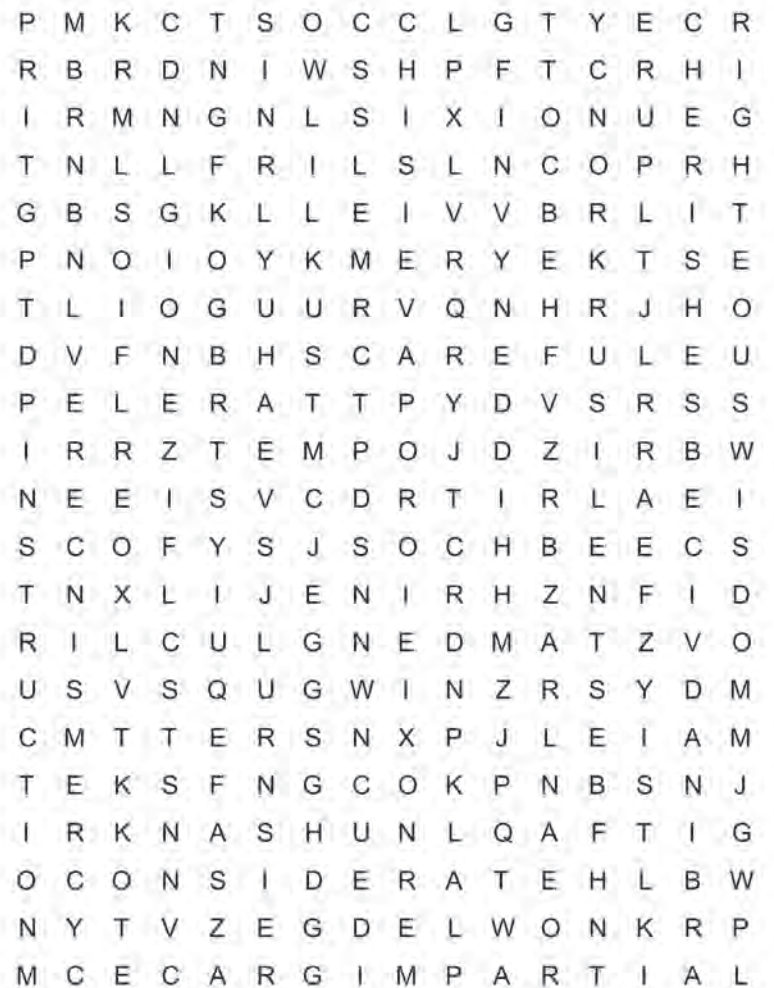 P M K C T S O C C L G T Y E C R
R B R D N I W S H P F T C R H I
I R M N G N L S I X I O N U E G
T N L L F R I L S L N C O P R H
G B S G K L L E I V V B R L I T
P N O I O Y K M E R Y E K T S E
T L I O G U U R V Q N H R J H O
D V F N B H S C A R E F U L E U
P E L E R A T T P Y D V S R S S
I R R Z T E M P O J D Z I R B W
N E E I S V C D R T I R L A E I
S C O F Y S J S O C H B E E C S
T N X L I J E N I R H Z N F I D
R I L C U L G N E D M A T Z V O
U S V S Q U G W I N Z R S Y D M
C M T T E R S N X P J L E I A M
T E K S F N G C O K P N B S N J
I R K N A S H U N L Q A F T I G
O C O N S I D E R A T E H L B W
N Y T V Z E G D E L W O N K R P
M C E C A R G I M P A R T I A L